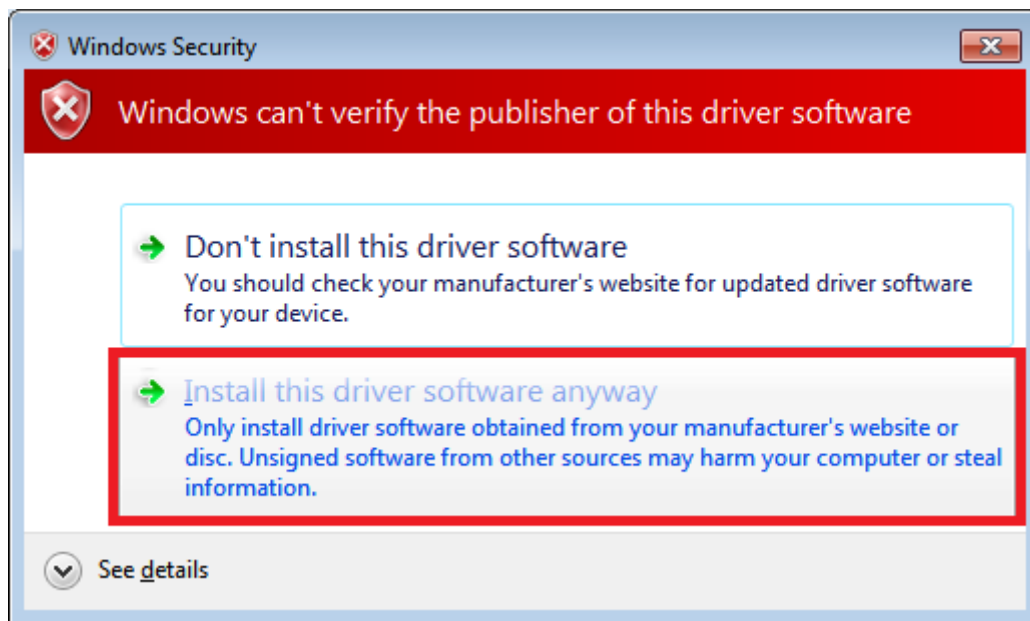 Windows Security
Windows can't verify the publisher of this driver software
Don't install this driver software
You should check your manufacturer's website for updated driver software
for your device.
Install this driver software anyway
Only install driver software obtained from your manufacturer's website or
disc. Unsigned software from other sources may harm your computer or steal
information.
See details